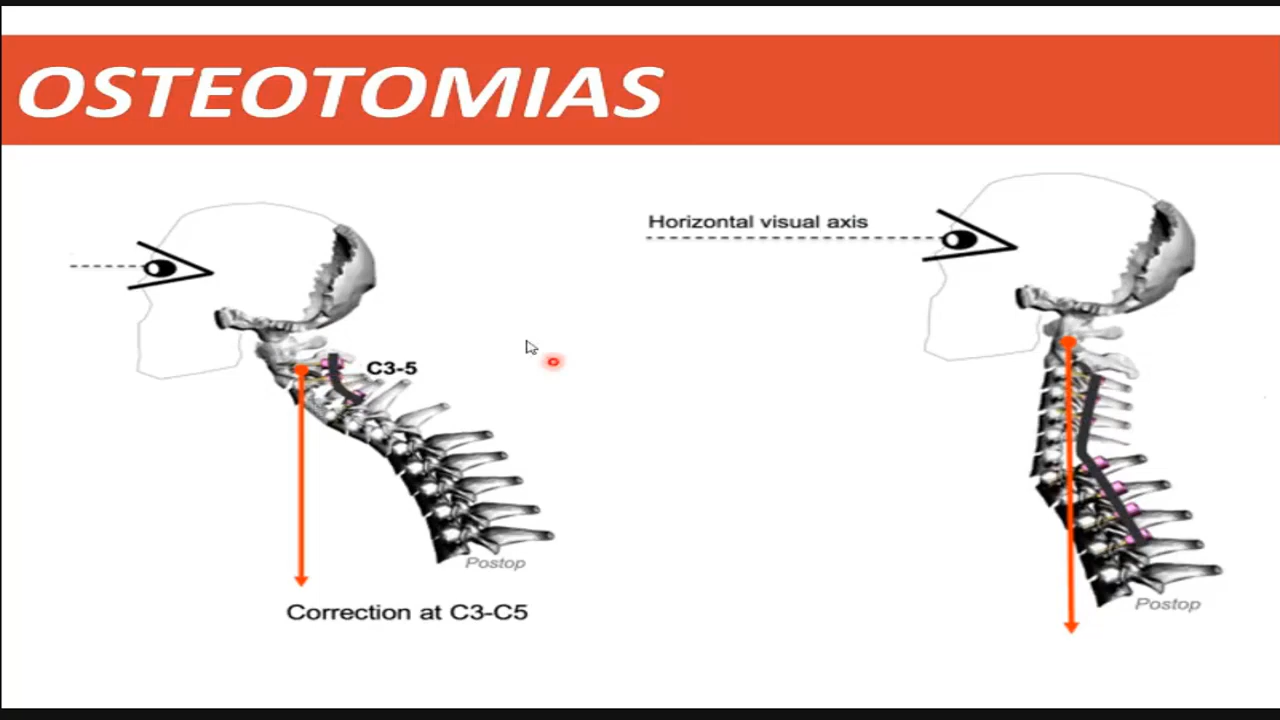 OSTEOTOMIAS
Horizontal visual axis
C3-5
Postop
Correction at C3-C5
Postop